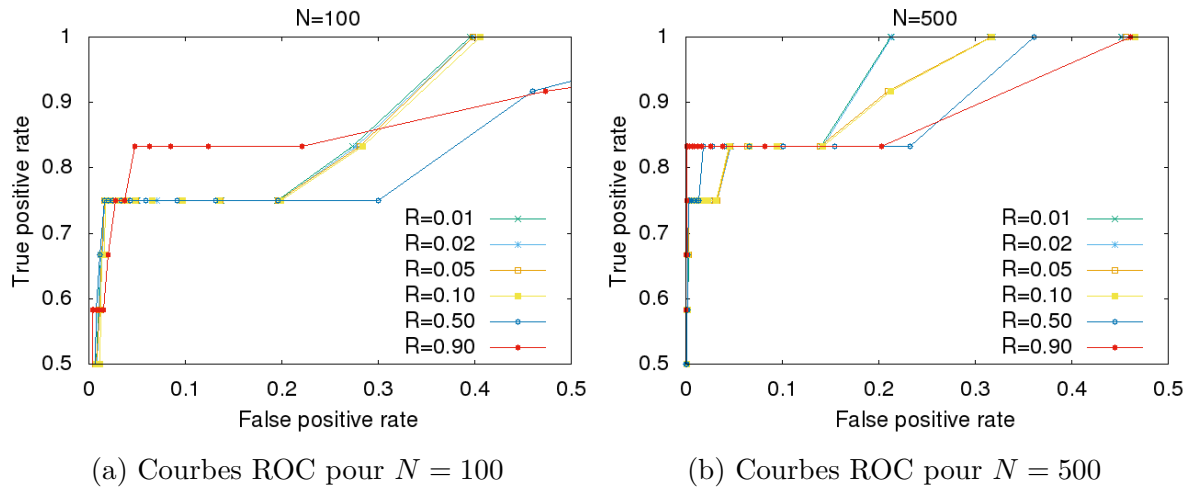 N=100
1
0.9
0.8
0.7
0.6
0.5
True positive rate
R=0.01
R=0.02
R=0.05
R=0.10
R=0.50
R=0.90
0 0.1 0.2 0.3 0.4 0.5
False positive rate
(a) Courbes ROC pour N = 100
N=500
1
0.9
0.8
0.7
0.6
0.5
True positive rate
R=0.01
R=0.02
R=0.05
R=0.10
R=0.50
R=0.90
0 0.1 0.2 0.3 0.4 0.5
False positive rate
(b) Courbes ROC pour N = 500